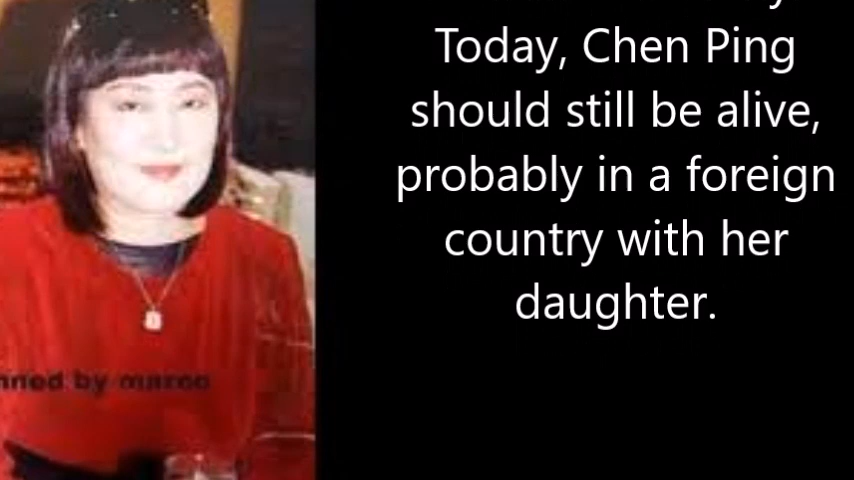 Today, Chen Ping
should still be alive,
probably in a foreign
country with her
daughter.
nned by marco